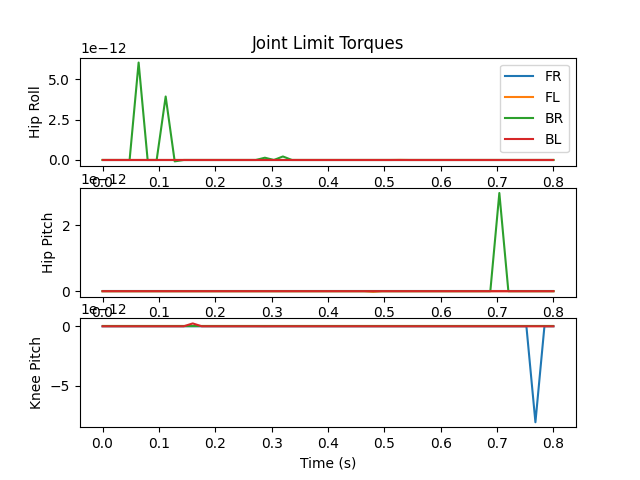 Joint Limit Torques
1e−12
Hip Roll
5.0
2.5
0.0
FR
FL
BR
BL
0.0 0.1 0.2 0.3 0.4 0.5 0.6 0.7 0.8
1e−12
Hip Pitch
2
0
0.0 0.1 0.2 0.3 0.4 0.5 0.6 0.7 0.8
1e−12
Knee Pitch
0
−5
0.0 0.1 0.2 0.3 0.4 0.5 0.6 0.7 0.8
Time (s)